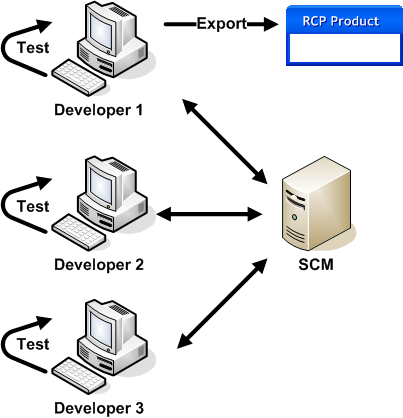 Test
Export
RCP Product
Developer 1
Test
Developer 2
SCM
Test
Developer 3